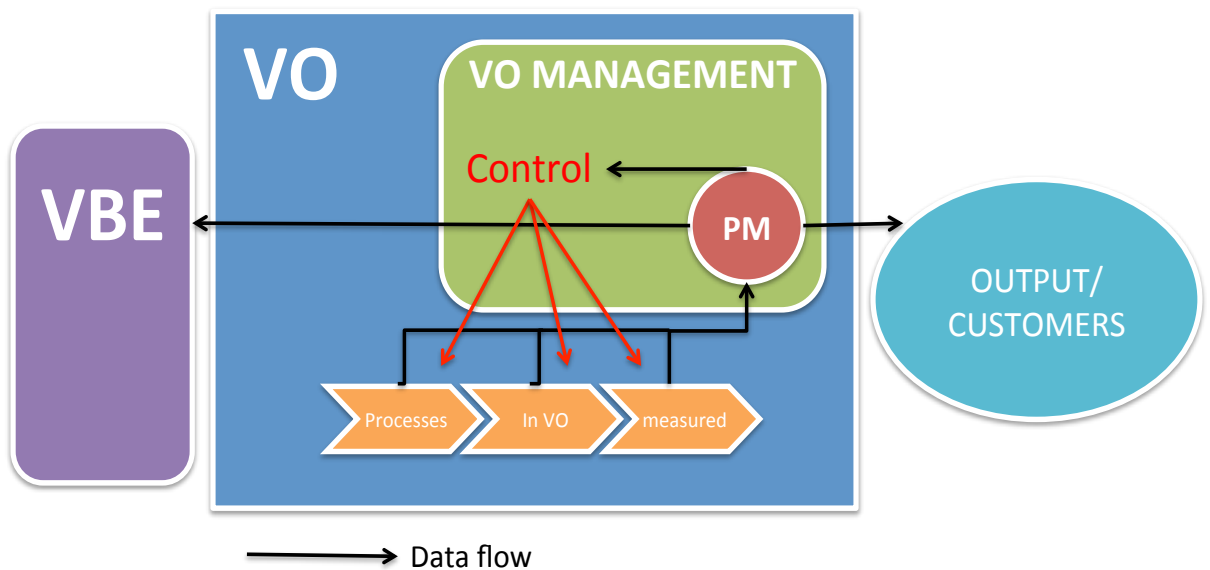 VO
VO MANAGEMENT
Control
VBE
PM
OUTPUT/
CUSTOMERS
Processes
In VO
measured
Data flow